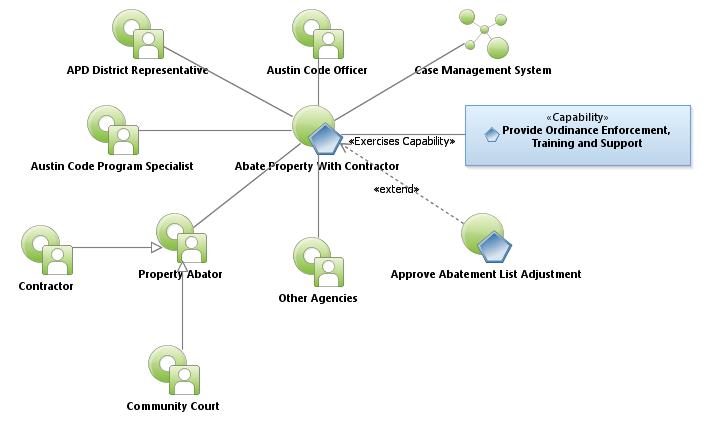 APD District Representative
Austin Code Officer
Case Management System
«Capability»
Provide Ordinance Enforcement,
Training and Support
«Exercises Capability»
Austin Code Program Specialist
Abate Property With Contractor
«extend»
Contractor
Property Abator
Other Agencies
Approve Abatement List Adjustment
Community Court